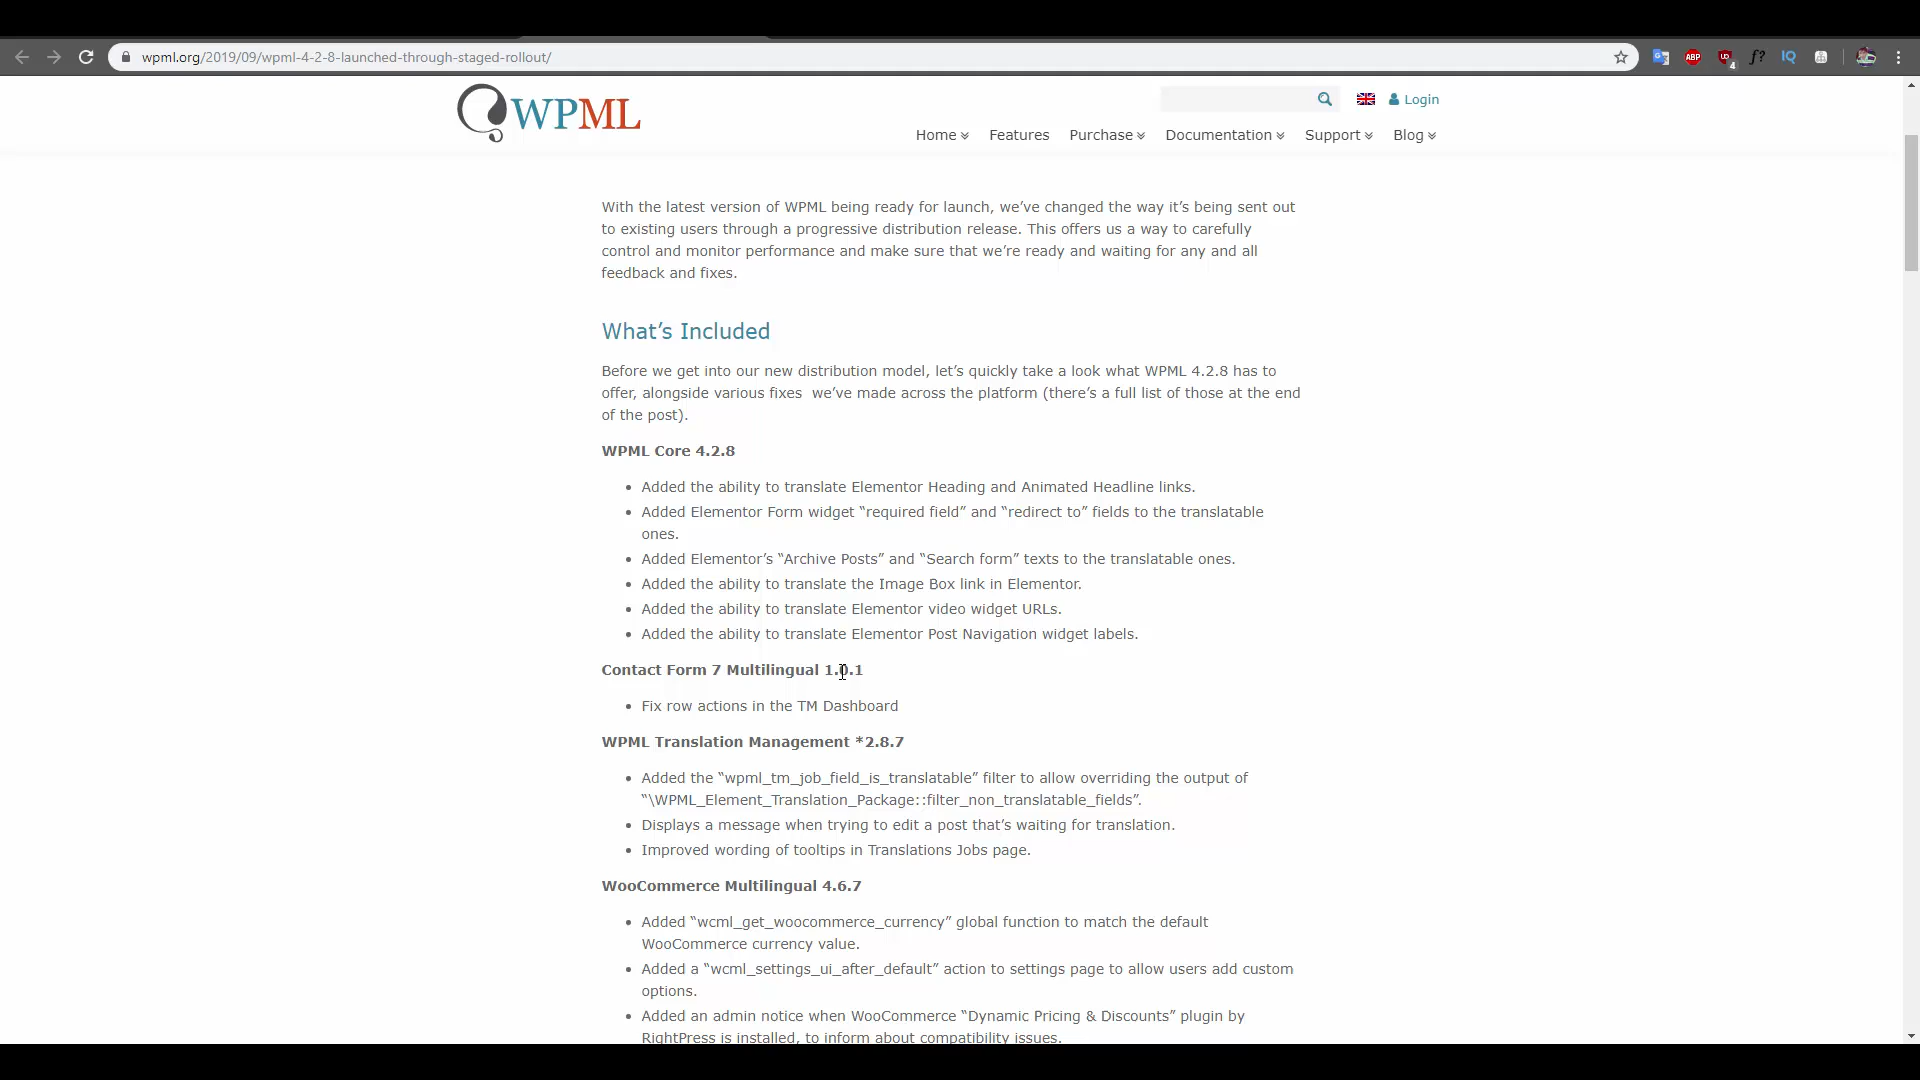 wpml.org/2019/09/wpml-4-2-8-launched-through-staged-rollout/
ABP
4
f?
IQ
WPML
Login
Home
Features
Purchase
Documentation
Support
Blog
With the latest version of WPML being ready for launch, we’ve changed the way it’s being sent out
to existing users through a progressive distribution release. This offers us a way to carefully
control and monitor performance and make sure that we’re ready and waiting for any and all
feedback and fixes.
What’s Included
Before we get into our new distribution model, let’s quickly take a look what WPML 4.2.8 has to
offer, alongside various fixes  we’ve made across the platform (there’s a full list of those at the end
of the post).
WPML Core 4.2.8
• Added the ability to translate Elementor Heading and Animated Headline links.
• Added Elementor Form widget “required field” and “redirect to” fields to the translatable
ones.
• Added Elementor’s “Archive Posts” and “Search form” texts to the translatable ones.
• Added the ability to translate the Image Box link in Elementor.
• Added the ability to translate Elementor video widget URLs.
• Added the ability to translate Elementor Post Navigation widget labels.
Contact Form 7 Multilingual 1.0.1
• Fix row actions in the TM Dashboard
WPML Translation Management *2.8.7
• Added the “wpml_tm_job_field_is_translatable” filter to allow overriding the output of
“\WPML_Element_Translation_Package::filter_non_translatable_fields”.
• Displays a message when trying to edit a post that’s waiting for translation.
• Improved wording of tooltips in Translations Jobs page.
WooCommerce Multilingual 4.6.7
• Added “wcml_get_woocommerce_currency” global function to match the default
WooCommerce currency value.
• Added a “wcml_settings_ui_after_default” action to settings page to allow users add custom
options.
• Added an admin notice when WooCommerce “Dynamic Pricing & Discounts” plugin by
RightPress is installed, to inform about compatibility issues.